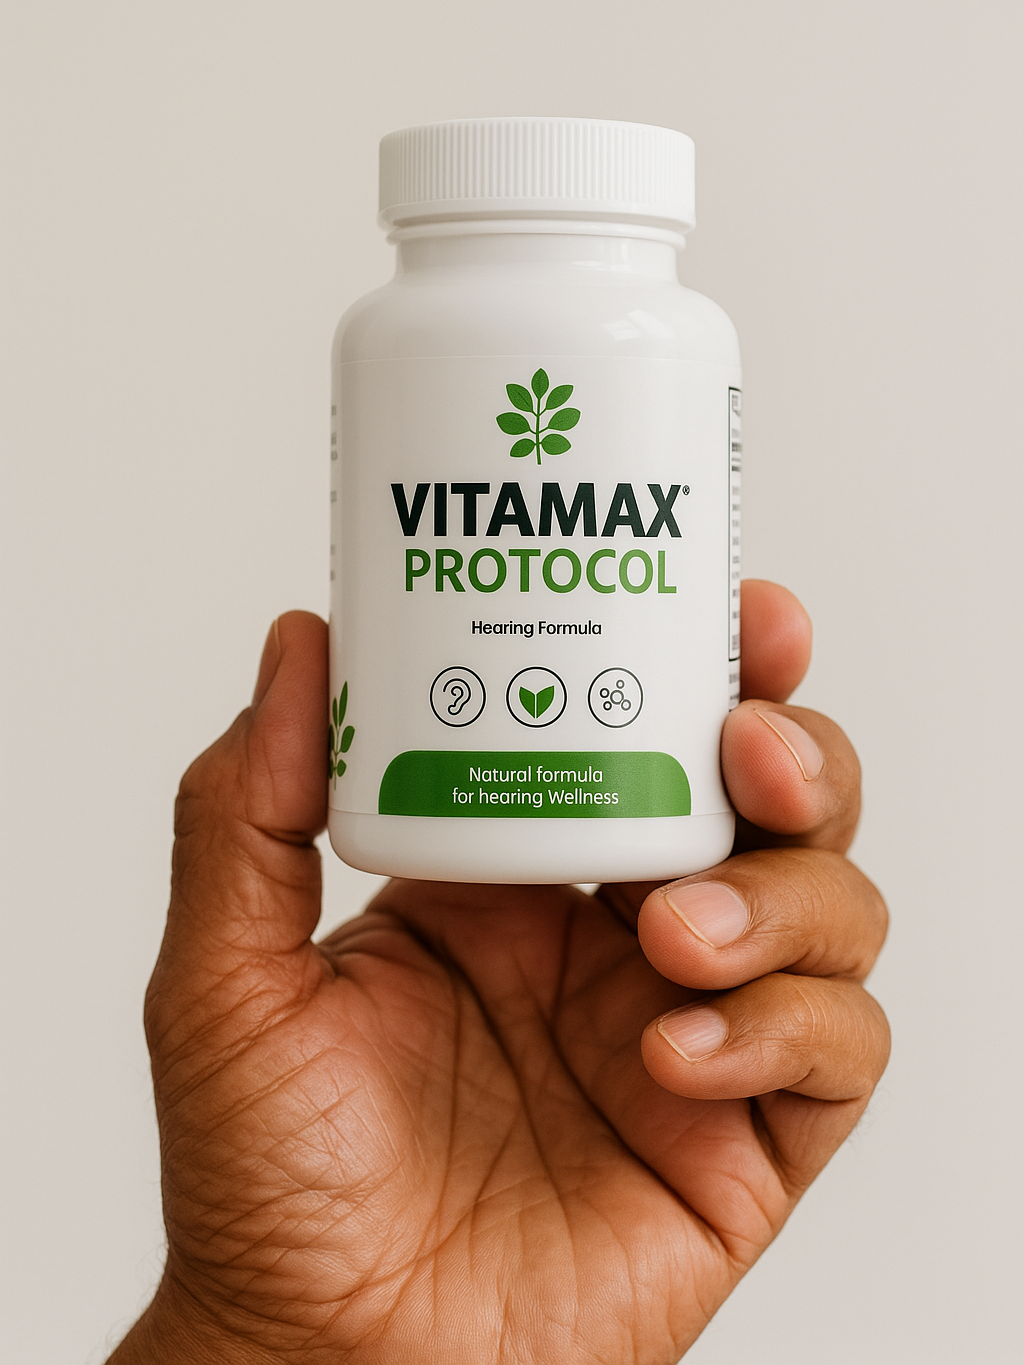 VITAMAX®
PROTOCOL
Hearing Formula
Natural formula
for hearing Wellness